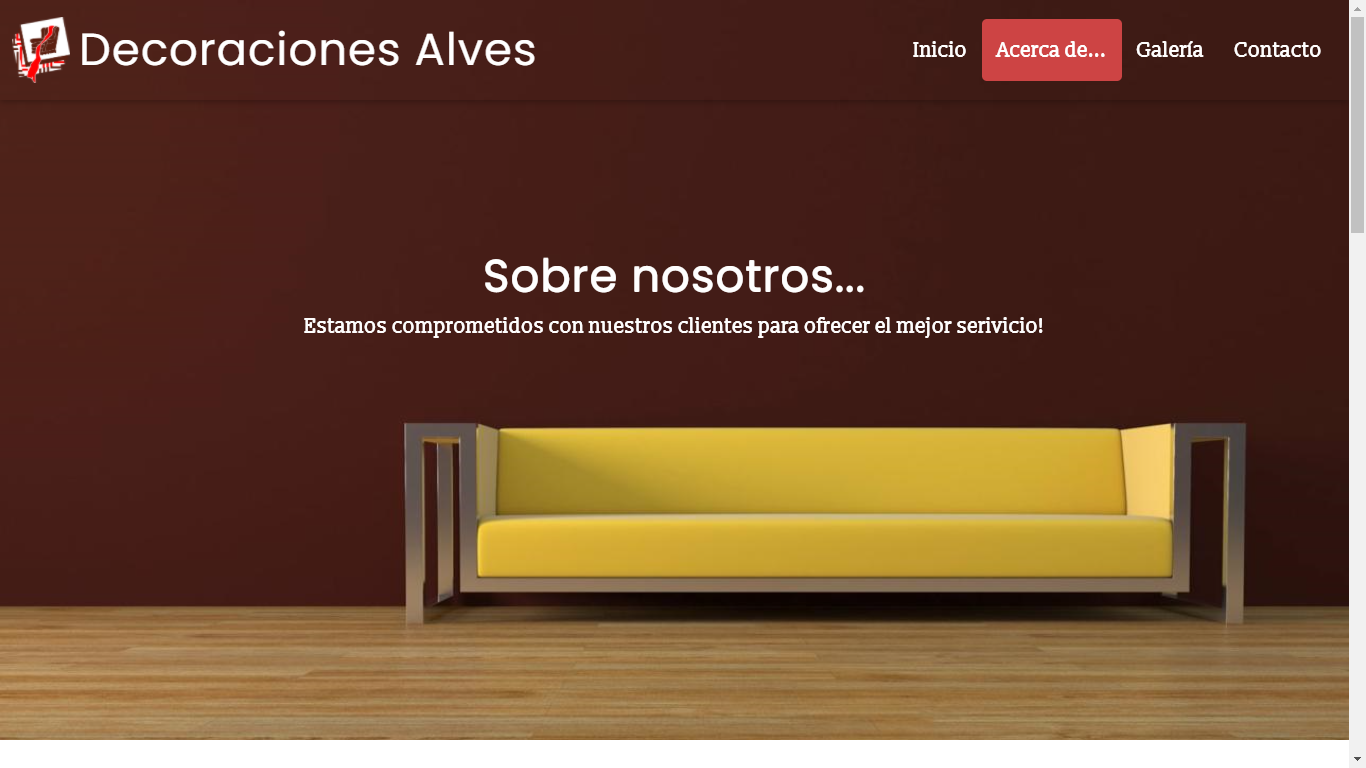 Decoraciones Alves
Inicio
Acerca de...
Galería
Contacto
Sobre nosotros...
Estamos comprometidos con nuestros clientes para ofrecer el mejor serivicio!